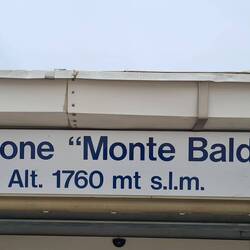 one “Monte Bald
Alt. 1760 mt s.l.m.